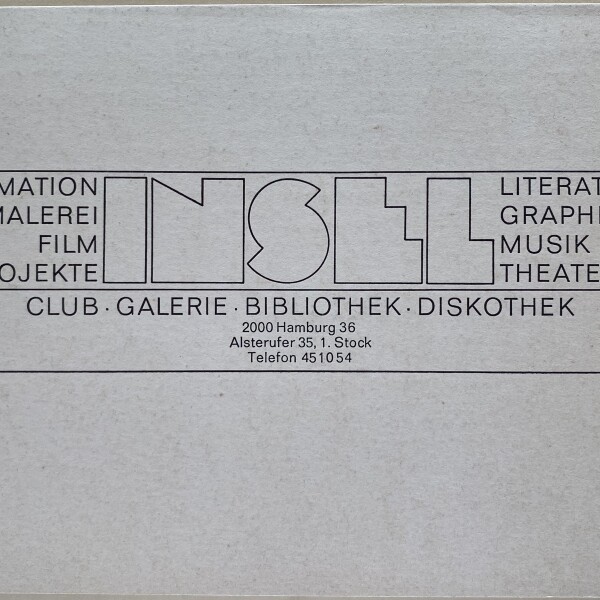 MATION INSEL LITERAT
MALEREI GRAPHI
FILM MUSIK
OJEKTE THEATE
CLUB · GALERIE · BIBLIOTHEK · DISKOTHEK
2000 Hamburg 36
Alsterufer 35, 1. Stock
Telefon 45 10 54